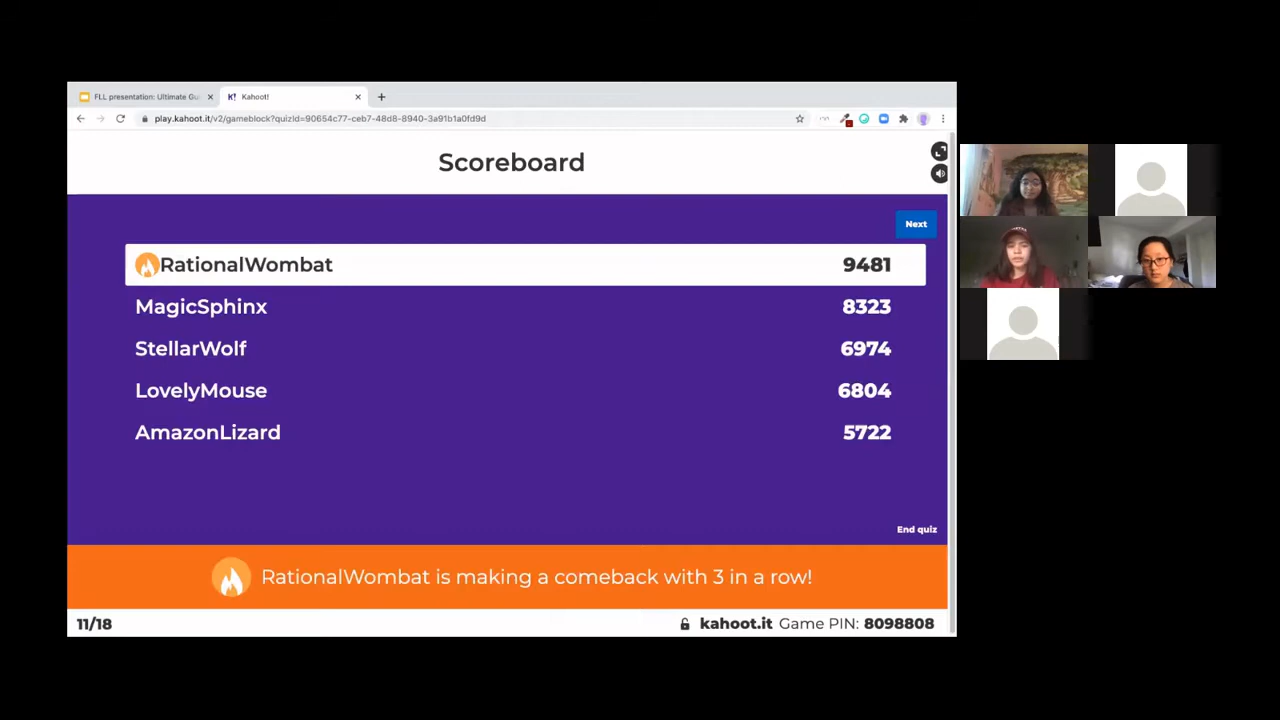 FLL presentation: Ultimate Gu
K! Kahoot!
play.kahoot.it/v2/gameblock?quizId=90654c77-ceb7-48d8-8940-3a91b1a0fd9d
Scoreboard
Next
RationalWombat 9481
MagicSphinx 8323
StellarWolf 6974
LovelyMouse 6804
AmazonLizard 5722
End quiz
RationalWombat is making a comeback with 3 in a row!
11/18
kahoot.it Game PIN: 8098808